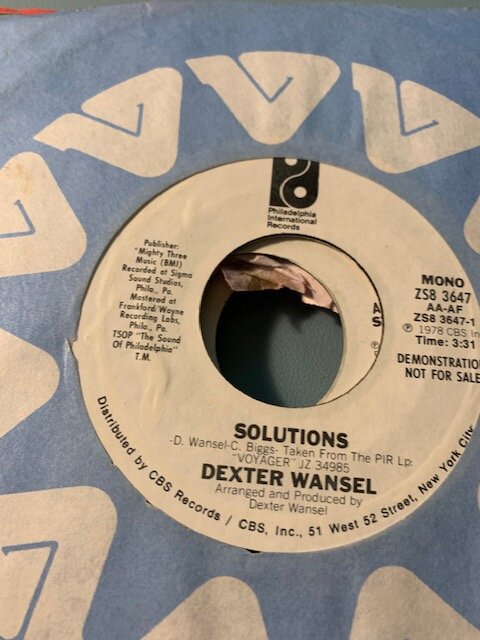 Philadelphia
International
Records
Publisher:
"Mighty Three
Music (BMI)
Recorded at Sigma
Sound Studios,
Phila., Pa.
Mastered at
Frankford/Wayne
Recording Labs,
Phila., Pa.
TSOP "The Sound
Of Philadelphia"
T.M.
MONO
ZS8 3647
AA-AF
ZS8 3647-1
Ⓟ 1978 CBS In
Time: 3:31
DEMONSTRATION
NOT FOR SALE
A
S
SOLUTIONS
-D. Wansel-C. Biggs- Taken From The PIR Lp:
"VOYAGER" JZ 34985
DEXTER WANSEL
Arranged and Produced by
Dexter Wansel
Distributed by CBS Records / CBS, Inc., 51 West 52 Street, New York City